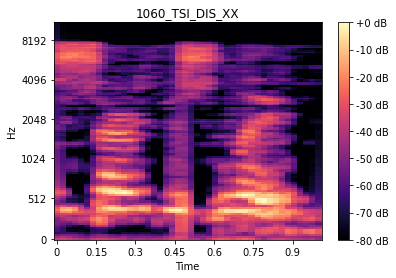 1060_TSI_DIS_XX
8192
4096
2048
1024
512
0
Hz
0
0.15
0.3
0.45
0.6
0.75
0.9
Time
+0 dB
-10 dB
-20 dB
-30 dB
-40 dB
-50 dB
-60 dB
-70 dB
-80 dB